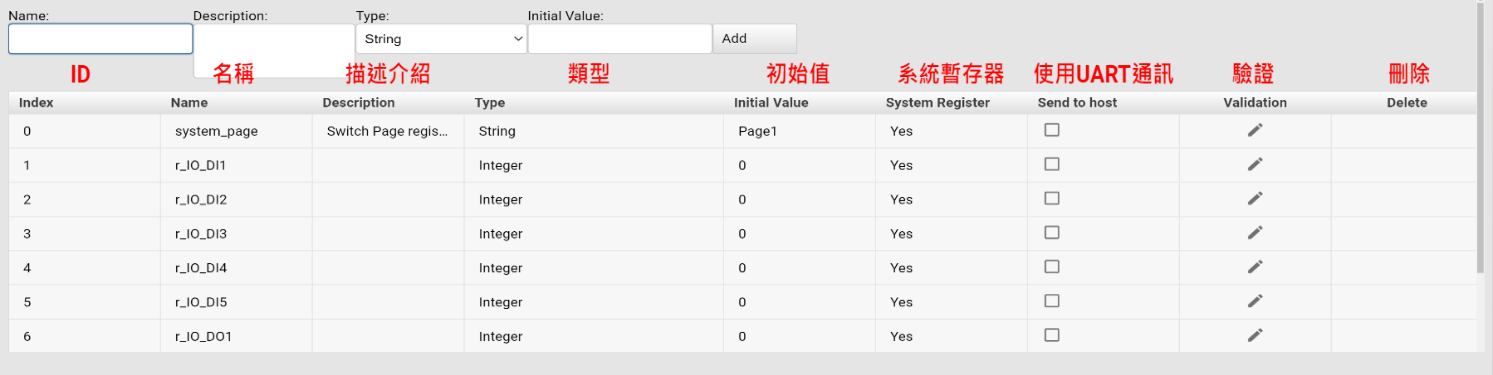 Name: Description: Type: Initial Value:
String Add
ID 名稱 描述介紹 類型 初始值 系統暫存器 使用UART通訊 驗證 刪除
Index Name Description Type Initial Value System Register Send to host Validation Delete
0 system_page Switch Page regis... String Page1 Yes
1 r_IO_DI1 Integer 0 Yes
2 r_IO_DI2 Integer 0 Yes
3 r_IO_DI3 Integer 0 Yes
4 r_IO_DI4 Integer 0 Yes
5 r_IO_DI5 Integer 0 Yes
6 r_IO_DO1 Integer 0 Yes